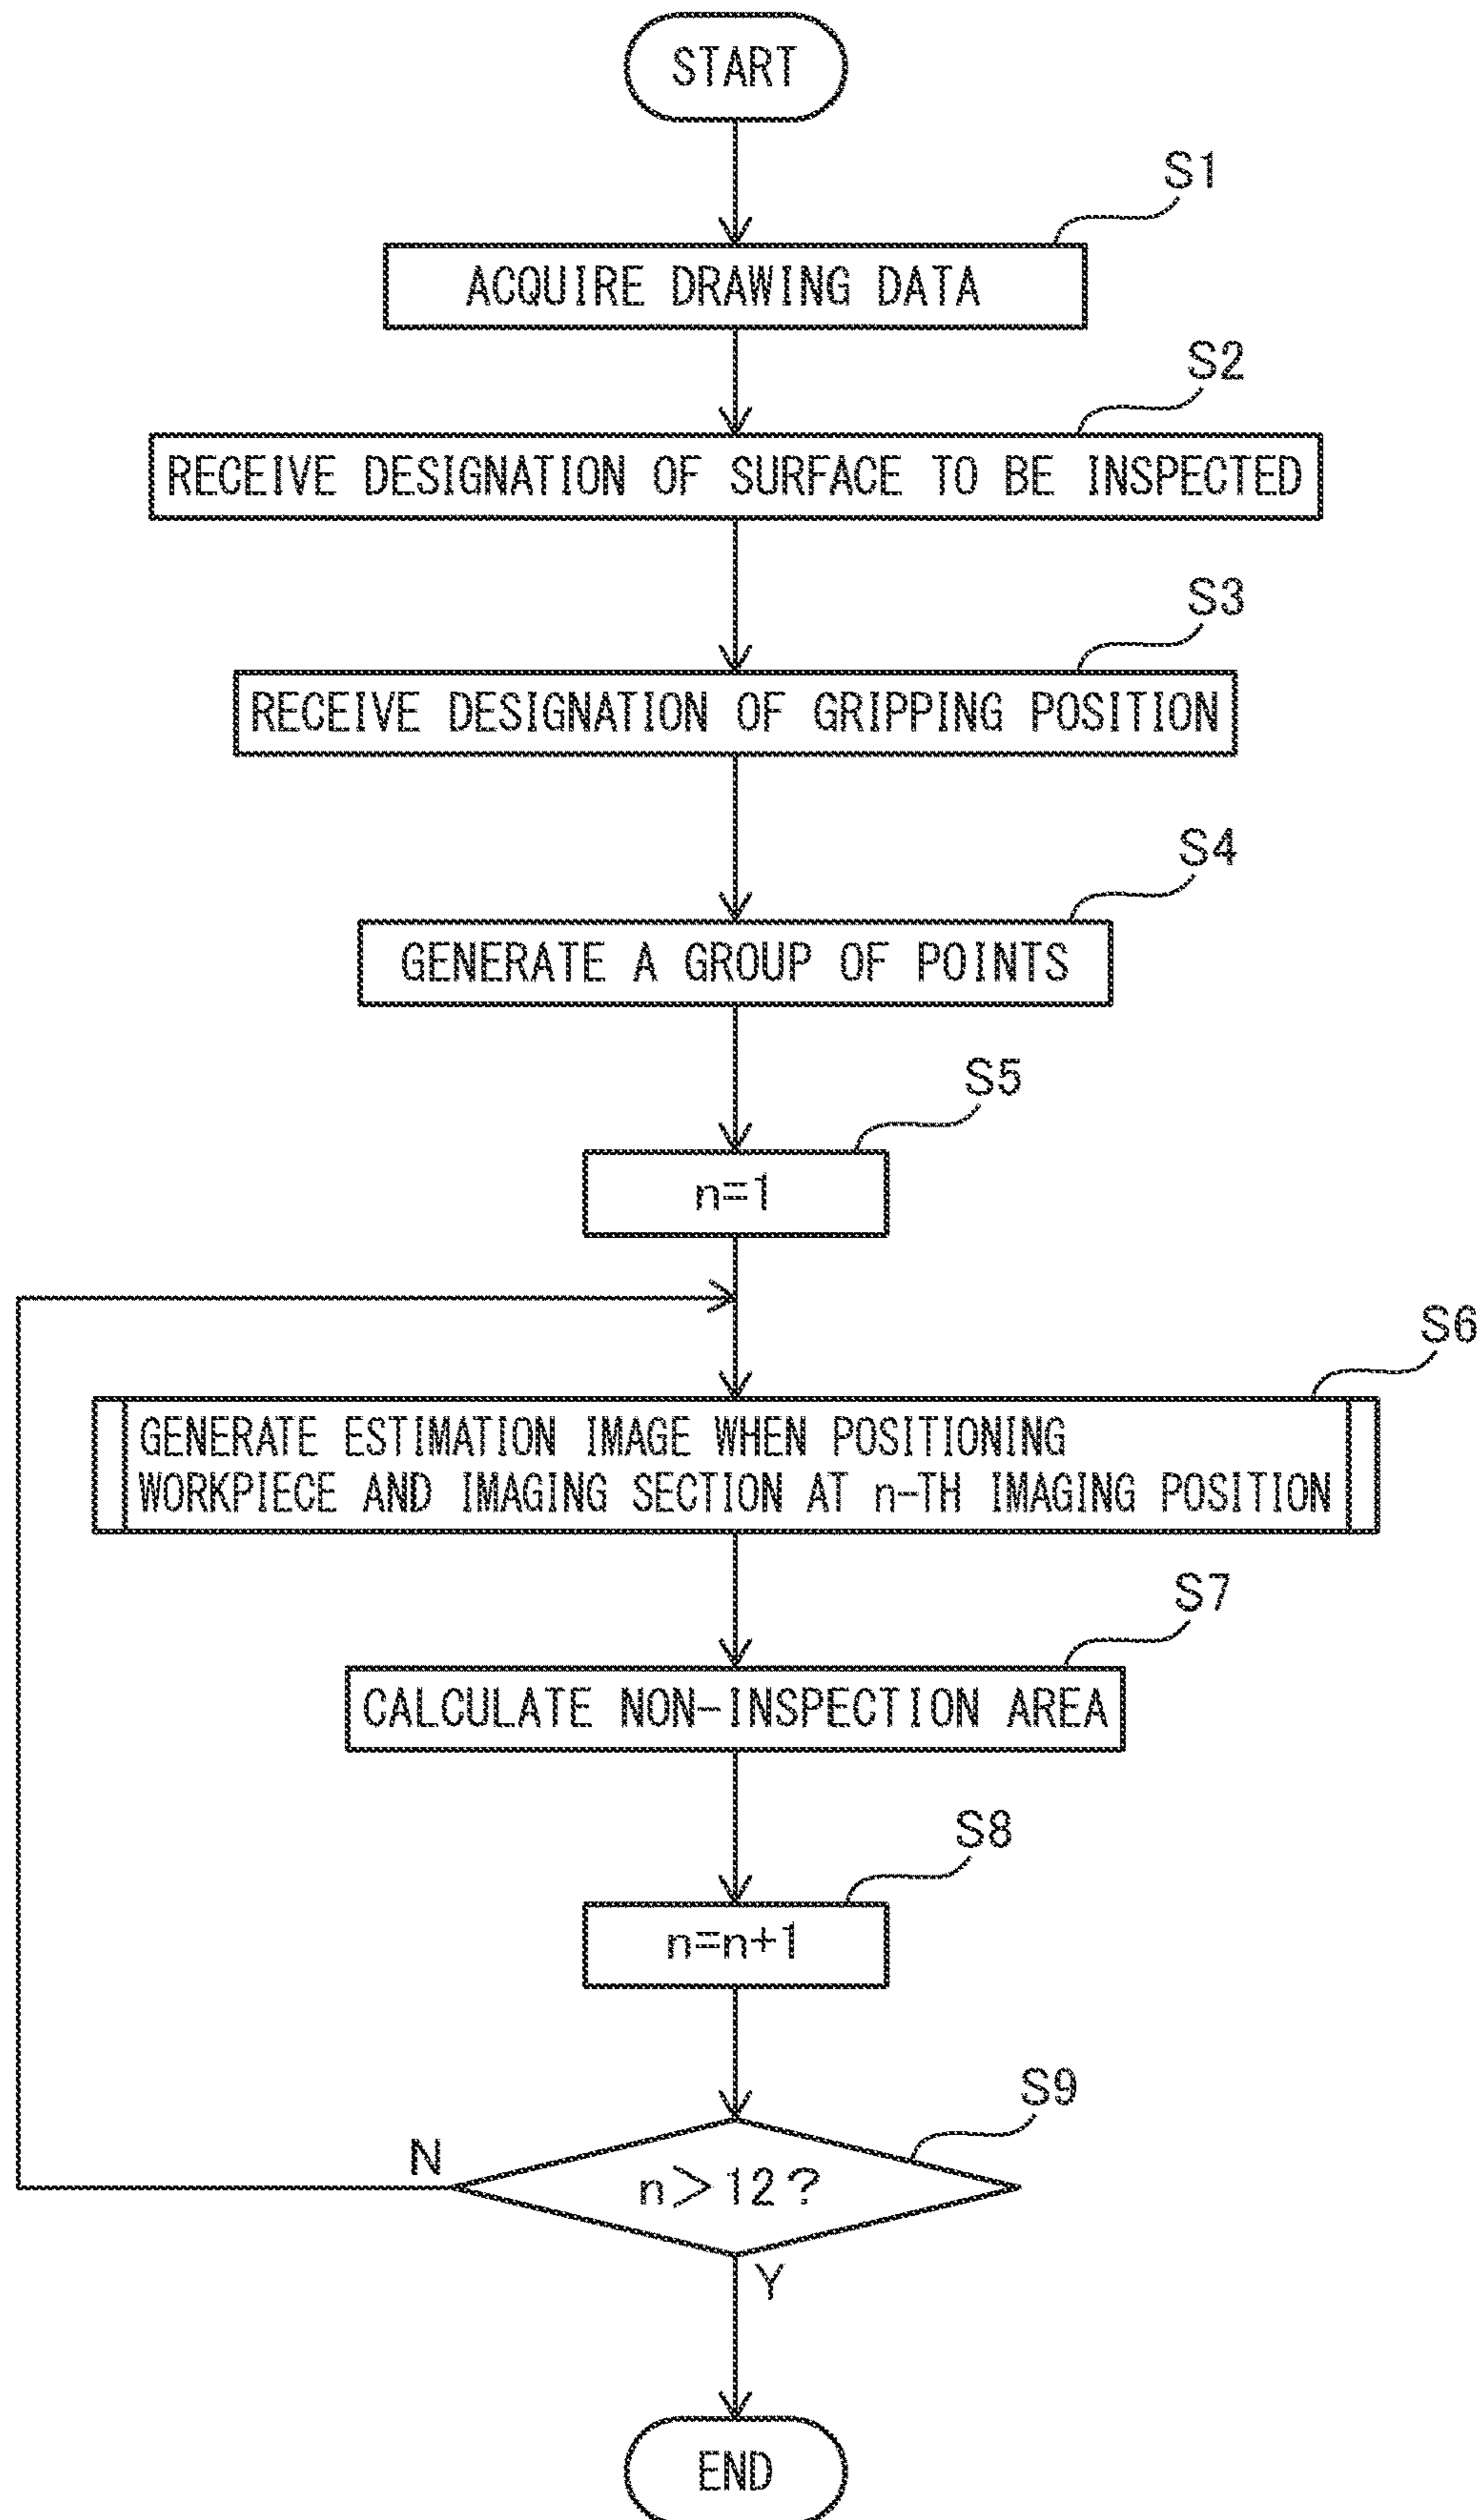 START
S1
ACQUIRE DRAWING DATA
S2
RECEIVE DESIGNATION OF SURFACE TO BE INSPECTED
S3
RECEIVE DESIGNATION OF GRIPPING POSITION
S4
GENERATE A GROUP OF POINTS
S5
n=1
S6
GENERATE ESTIMATION IMAGE WHEN POSITIONING
WORKPIECE AND IMAGING SECTION AT n-TH IMAGING POSITION
S7
CALCULATE NON-INSPECTION AREA
S8
n=n+1
S9
N
n>12?
Y
END